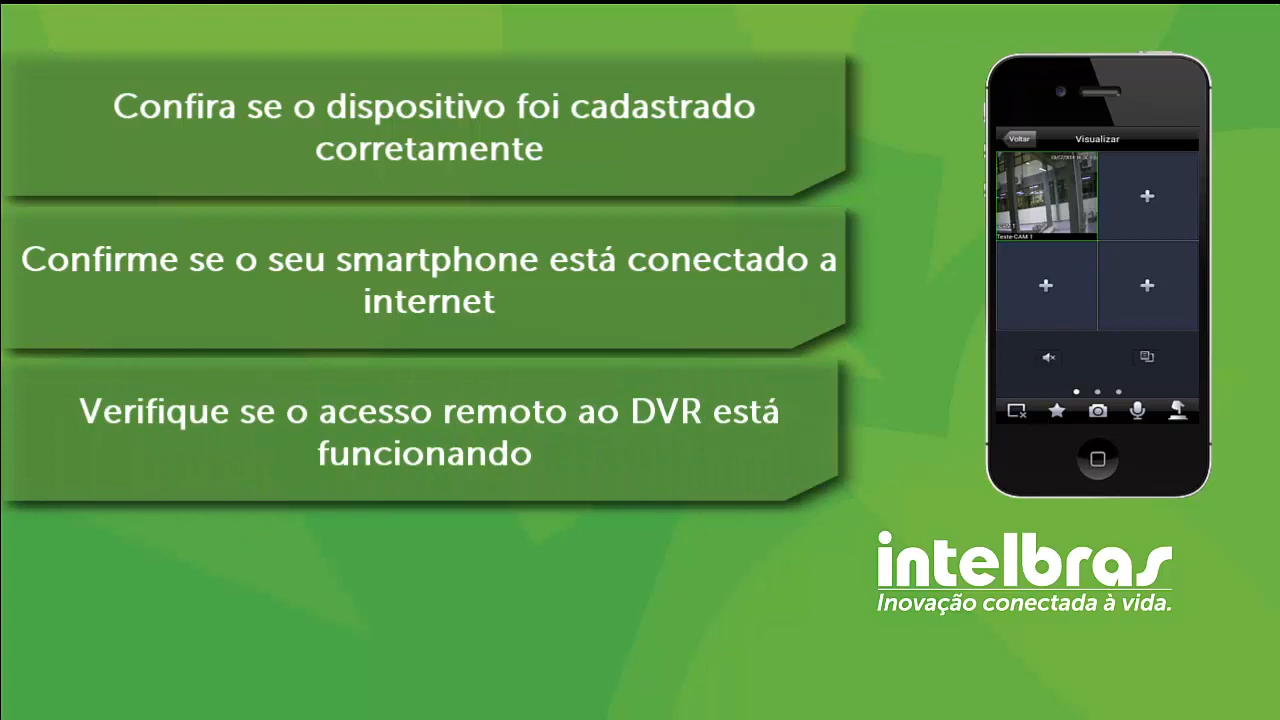 Confira se o dispositivo foi cadastrado
corretamente
Confirme se o seu smartphone está conectado a
internet
Verifique se o acesso remoto ao DVR está
funcionando
Voltar
Visualizar
Teste-CAM 1
intelbras
Inovação conectada à vida.